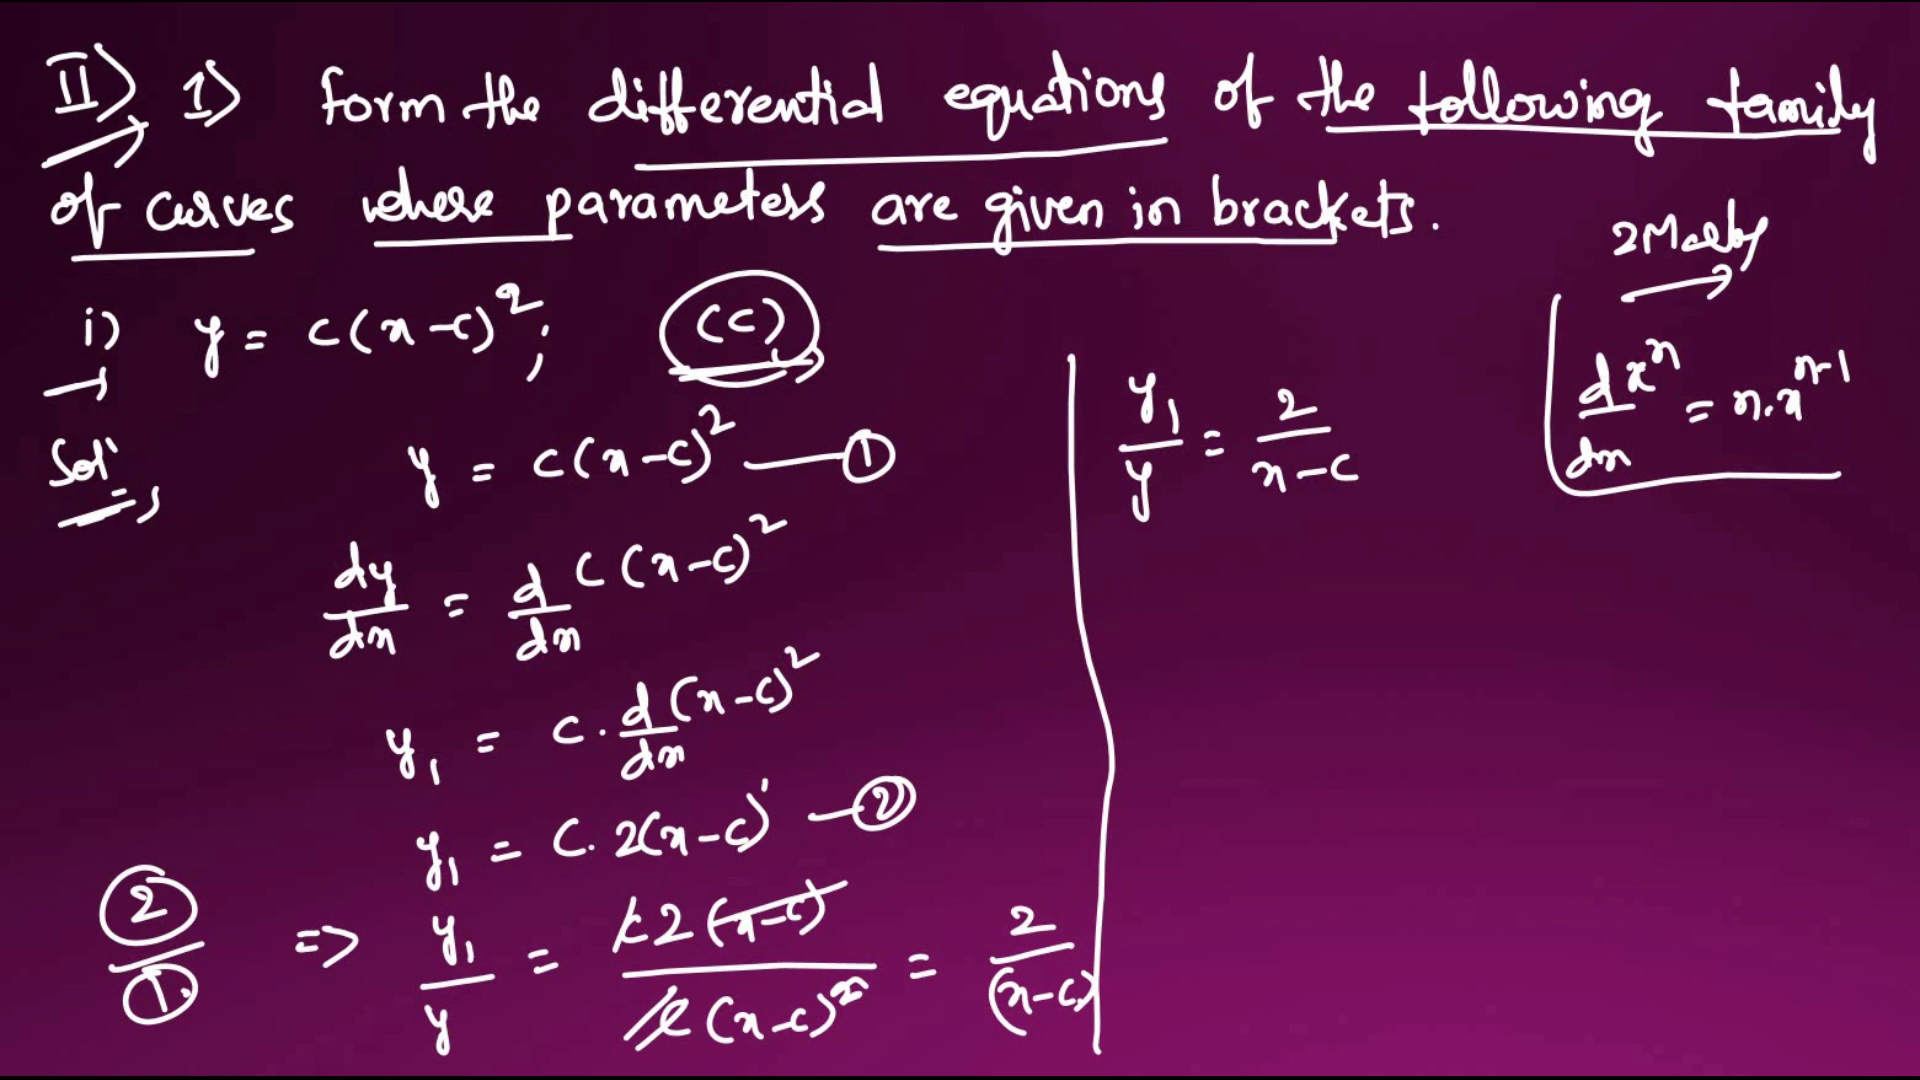 II) 1) Form the differential equations of the following family
of curves where parameters are given in brackets.
2Marks
i) y = c(x-c)²; (c)
Sol:
y = c(x-c)² — ①
dy/dx = d/dx c(x-c)²
y₁ = c. d/dx (x-c)²
y₁ = c. 2(x-c)' — ②
②/① => y₁/y = c2(x-c)/c(x-c)² = 2/(x-c)
y₁/y = 2/x-c
d/dx xⁿ = n.xⁿ⁻¹